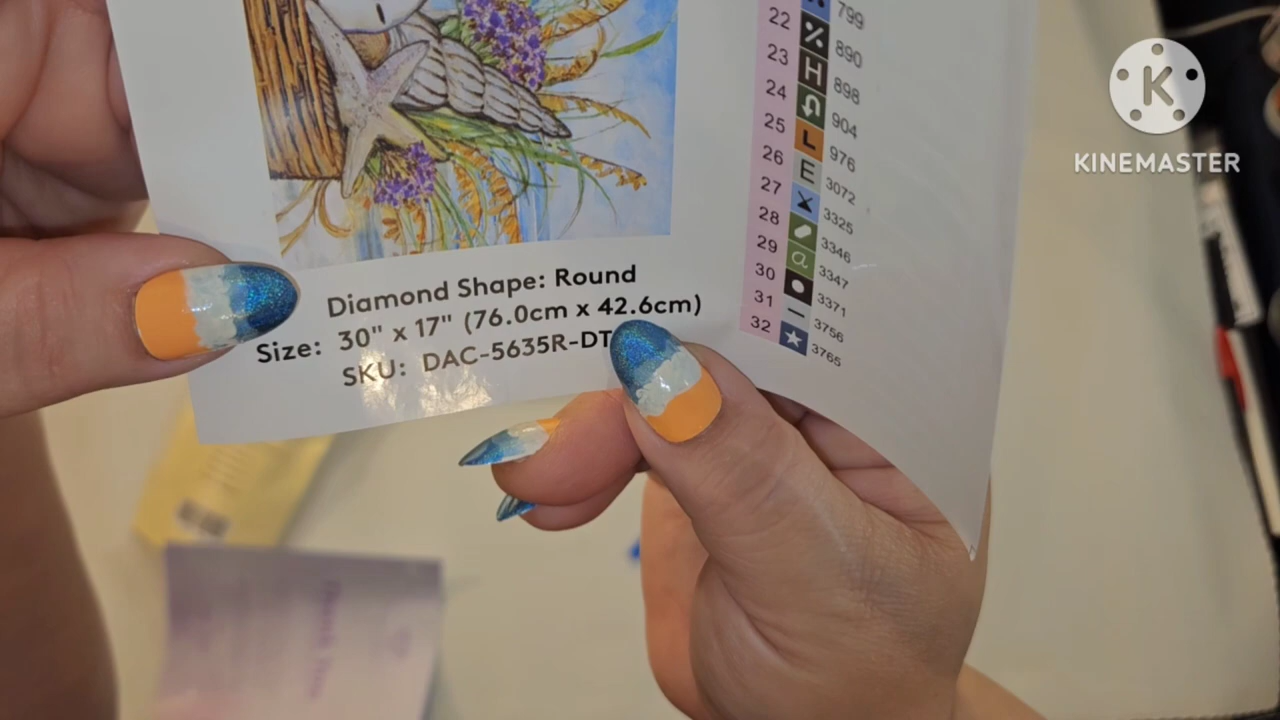 799
22 890
23 H 898
24 904
25 L 976
26 E 3072
27 3325
28 3346
29 a 3347
30 3371
31 3756
32 3765
Diamond Shape: Round
Size: 30" x 17" (76.0cm x 42.6cm)
SKU: DAC-5635R-DT
K
KINEMASTER